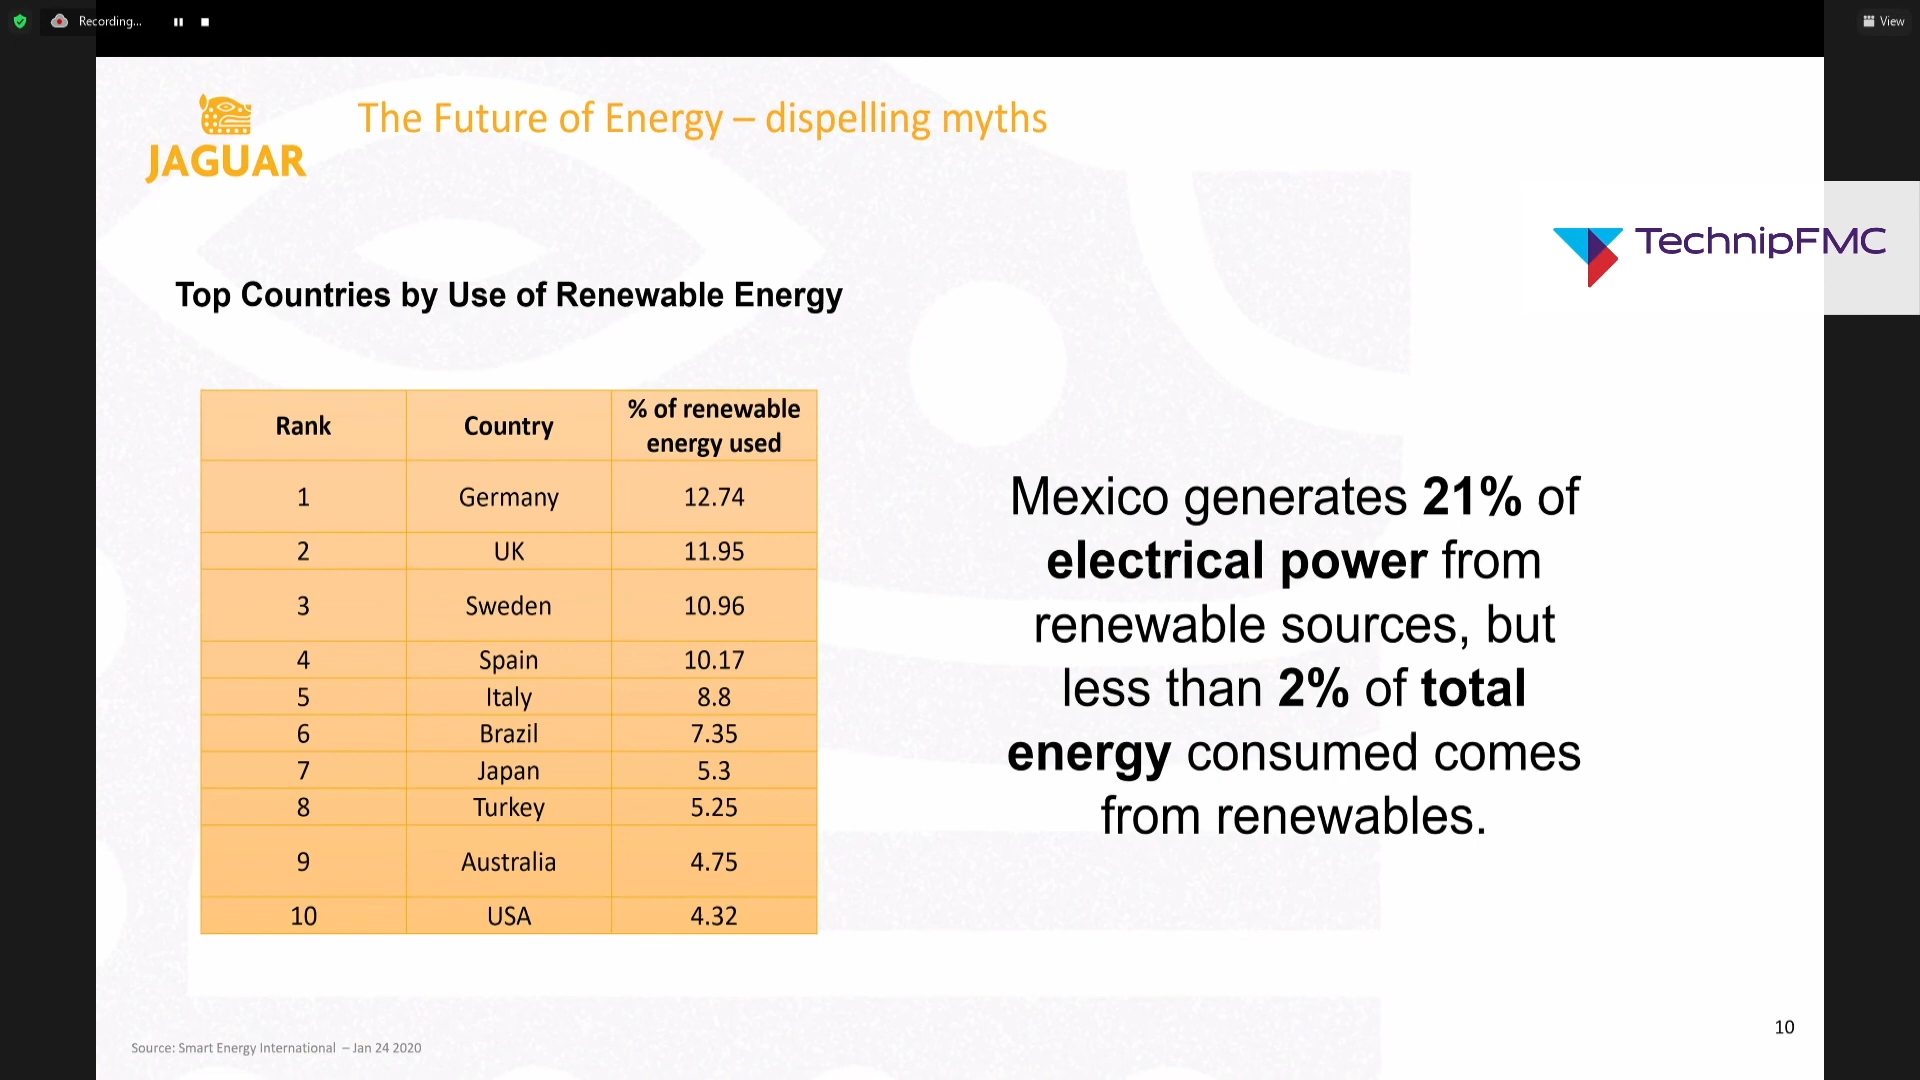 Recording...
View
JAGUAR
The Future of Energy – dispelling myths
TechnipFMC
Top Countries by Use of Renewable Energy
Rank Country % of renewable energy used
1 Germany 12.74
2 UK 11.95
3 Sweden 10.96
4 Spain 10.17
5 Italy 8.8
6 Brazil 7.35
7 Japan 5.3
8 Turkey 5.25
9 Australia 4.75
10 USA 4.32
Mexico generates 21% of
electrical power from
renewable sources, but
less than 2% of total
energy consumed comes
from renewables.
10
Source: Smart Energy International – Jan 24 2020